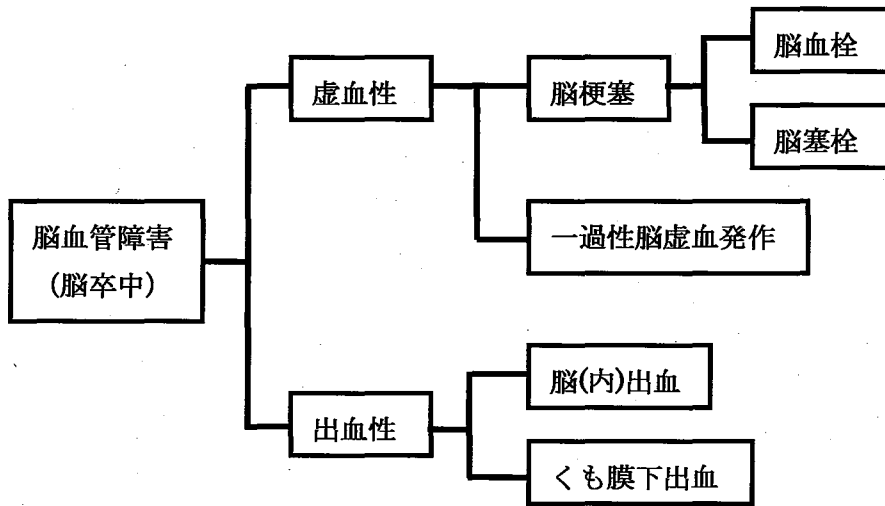 脳血管障害
(脳卒中)
虚血性
脳梗塞
脳血栓
脳塞栓
一過性脳虚血発作
出血性
脳(内)出血
くも膜下出血